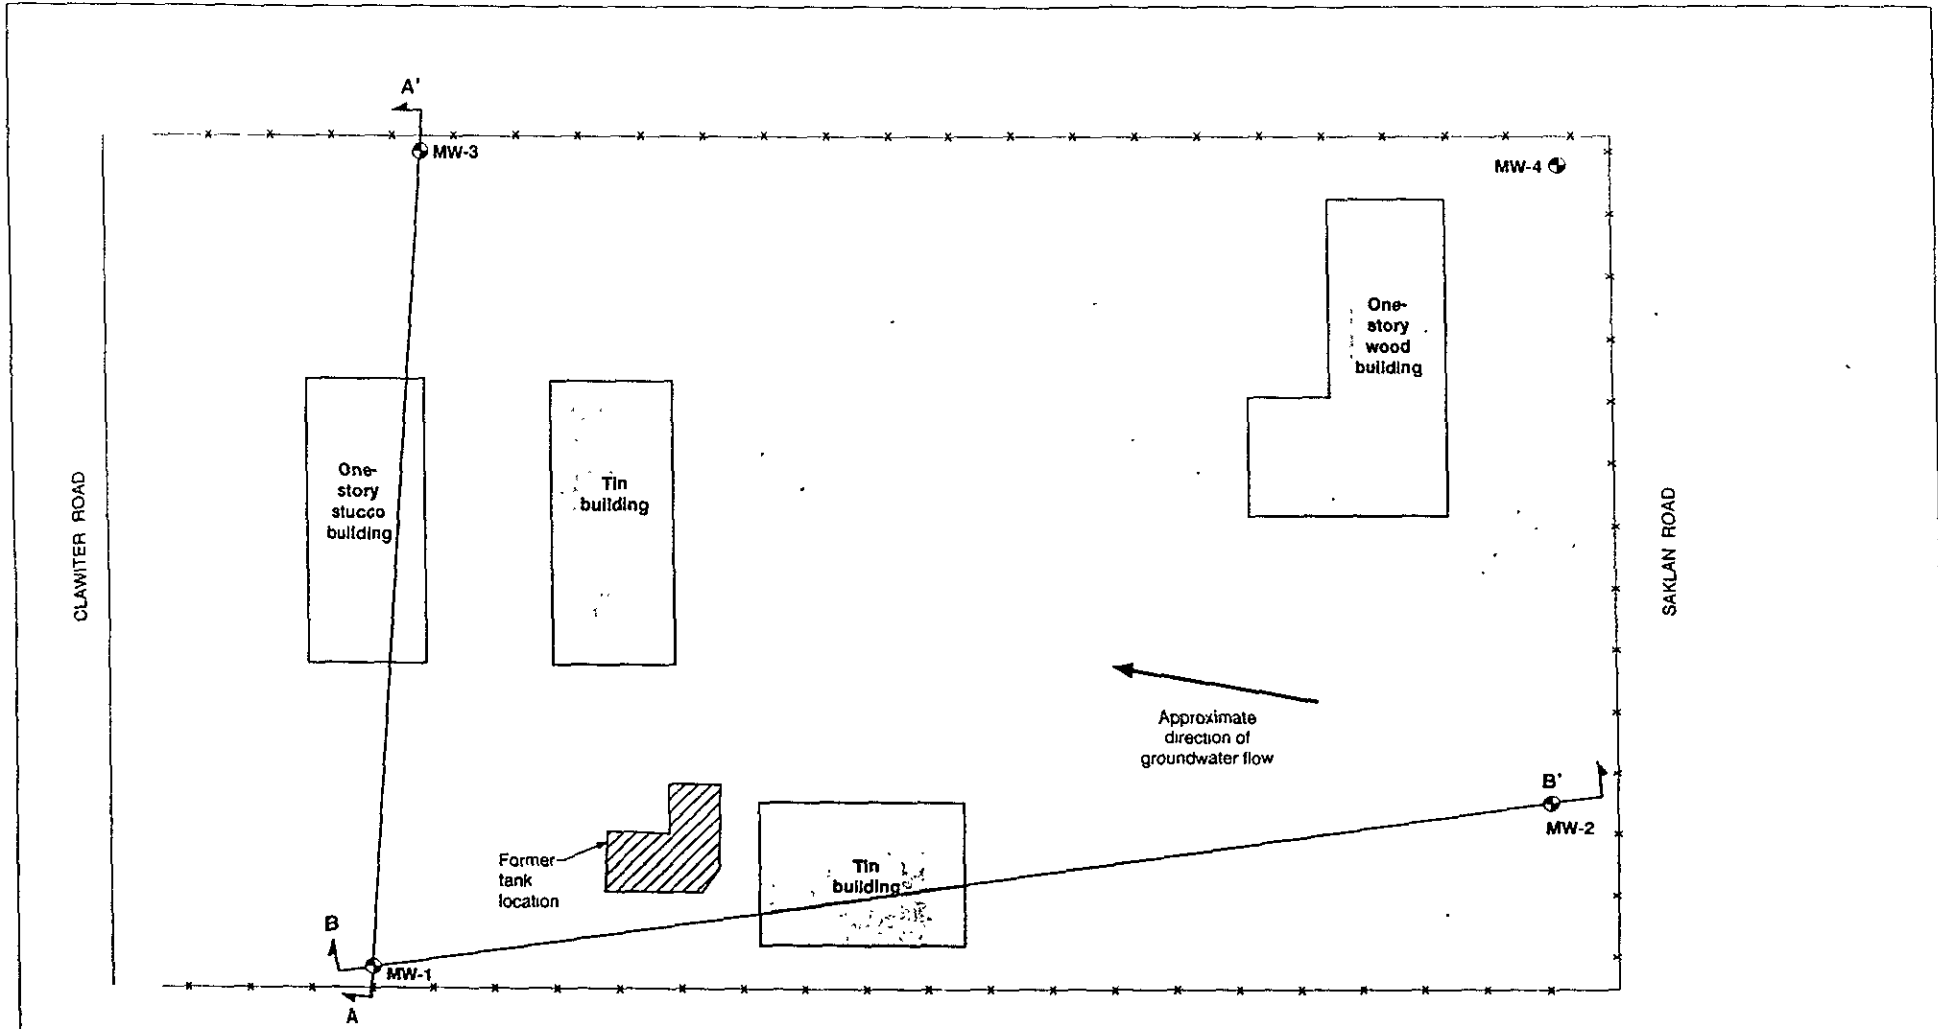 A'
MW-3
MW-4
One-
story
wood
building
One-
story
stucco
building
Tin
building
CLAWITER ROAD
SAKLAN ROAD
Approximate
direction of
groundwater flow
B'
MW-2
Former
tank
location
Tin
building
B
MW-1
A